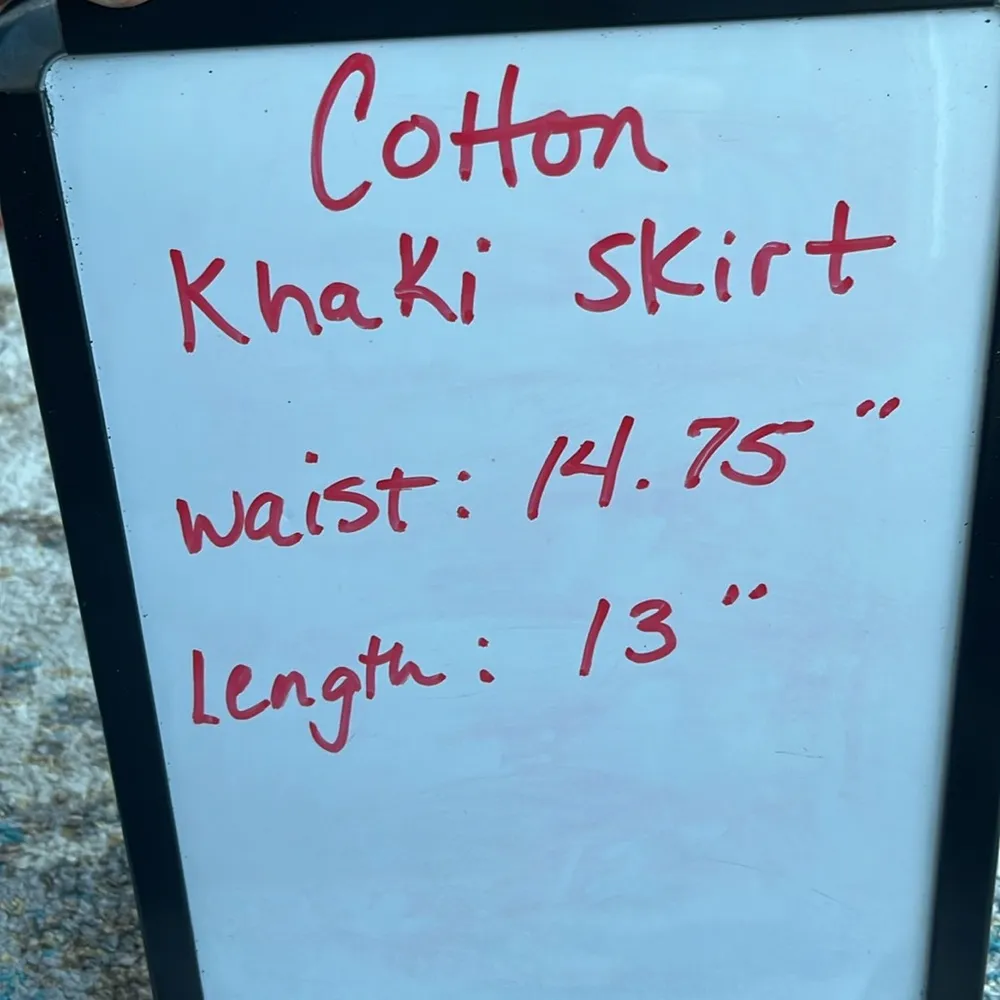 Cotton
Khaki Skirt
waist: 14.75"
length: 13"